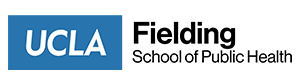 UCLA
Fielding
School of Public Health